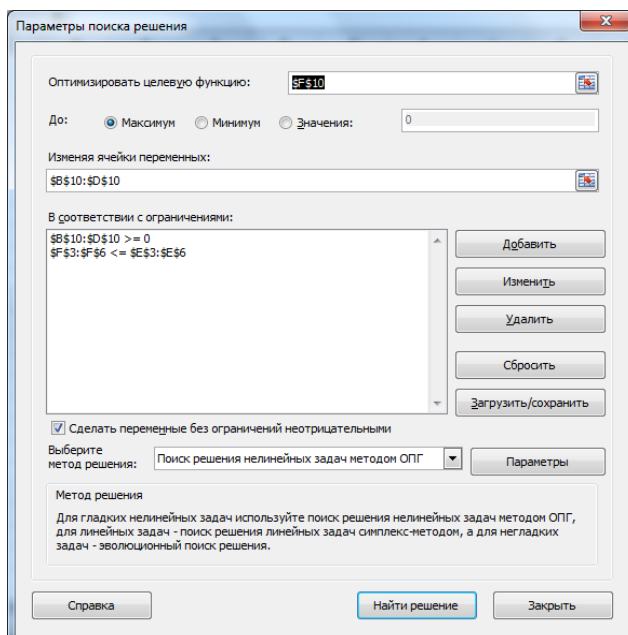 Параметры поиска решения
Оптимизировать целевую функцию:
$F$10
До:
Максимум
Минимум
Значения:
0
Изменяя ячейки переменных:
$B$10:$D$10
В соответствии с ограничениями:
$B$10:$D$10 >= 0
$F$3:$F$6 <= $E$3:$E$6
Добавить
Изменить
Удалить
Сбросить
Загрузить/сохранить
Сделать переменные без ограничений неотрицательными
Выберите
метод решения:
Поиск решения нелинейных задач методом ОПГ
Параметры
Метод решения
Для гладких нелинейных задач используйте поиск решения нелинейных задач методом ОПГ,
для линейных задач - поиск решения линейных задач симплекс-методом, а для негладких
задач - эволюционный поиск решения.
Справка
Найти решение
Закрыть